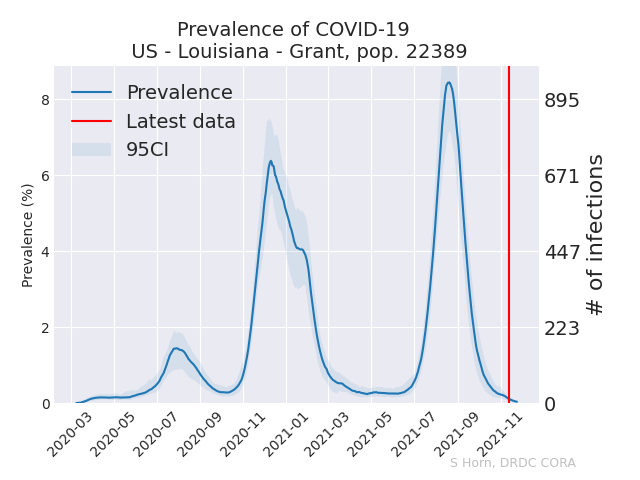 Prevalence of COVID-19
US - Louisiana - Grant, pop. 22389
Prevalence
Latest data
95CI
Prevalence (%)
8
6
4
2
0
895
671
447
223
0
# of infections
2020-03
2020-05
2020-07
2020-09
2020-11
2021-01
2021-03
2021-05
2021-07
2021-09
2021-11
S Horn, DRDC CORA